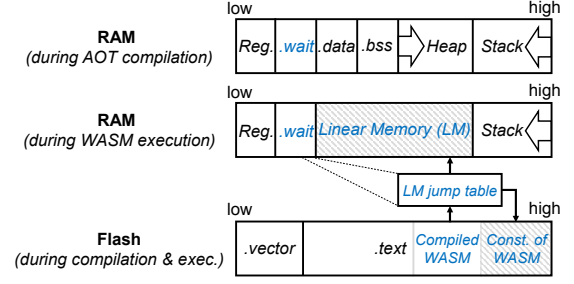 low high
RAM
(during AOT compilation)
Reg. .wait .data .bss Heap Stack
low high
RAM
(during WASM execution)
Reg. .wait Linear Memory (LM) Stack
LM jump table
low high
Flash
(during compilation & exec.)
.vector .text Compiled WASM Const. of WASM